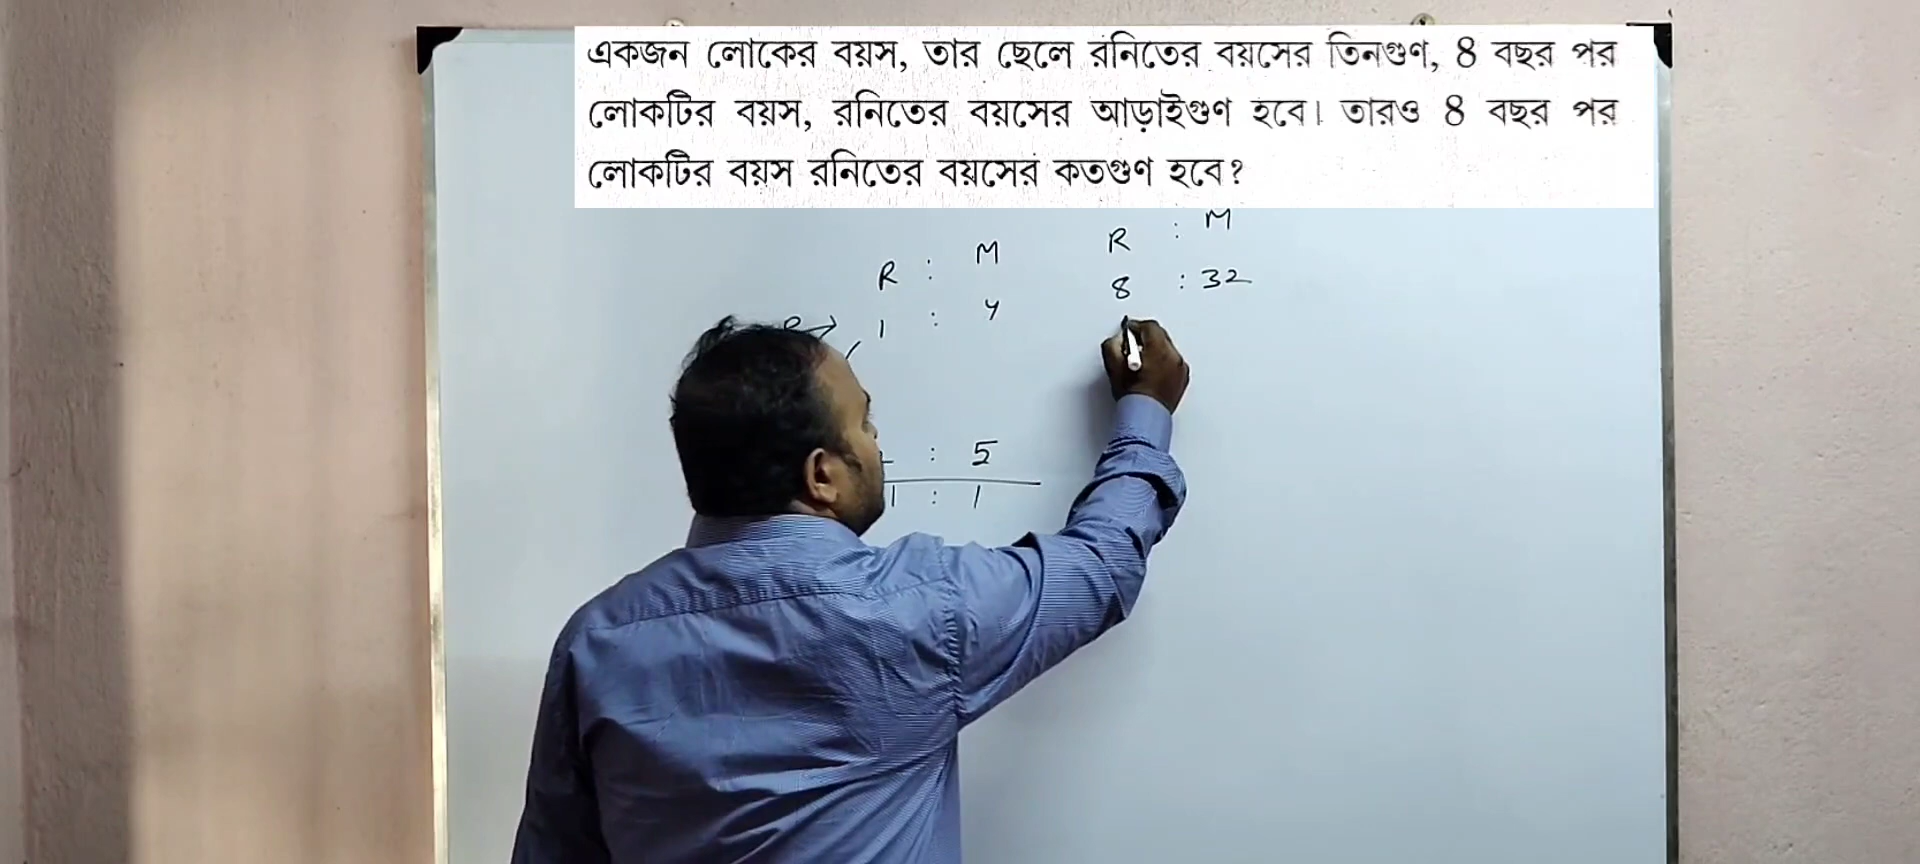 একজন লোকের বয়স, তার ছেলে রনিতের বয়সের তিনগুণ, 8 বছর পর
লোকটির বয়স, রনিতের বয়সের আড়াইগুণ হবে। তারও 8 বছর পর
লোকটির বয়স রনিতের বয়সের কতগুণ হবে?
R : M
1 : 4
: 5
1 : 1
R : M
8 : 32